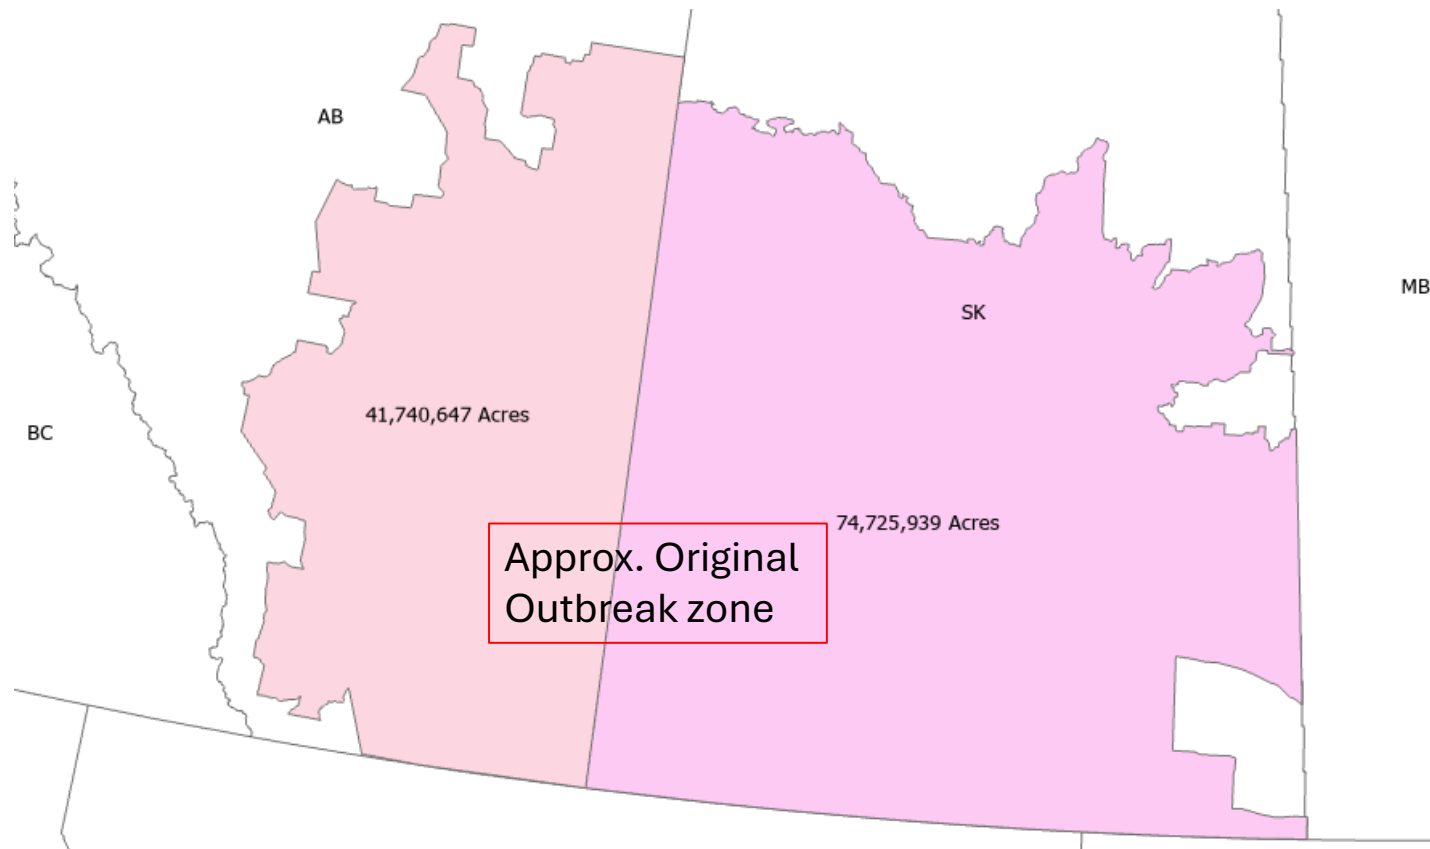 AB
MB
SK
41,740,647 Acres
BC
74,725,939 Acres
Approx. Original
Outbreak zone